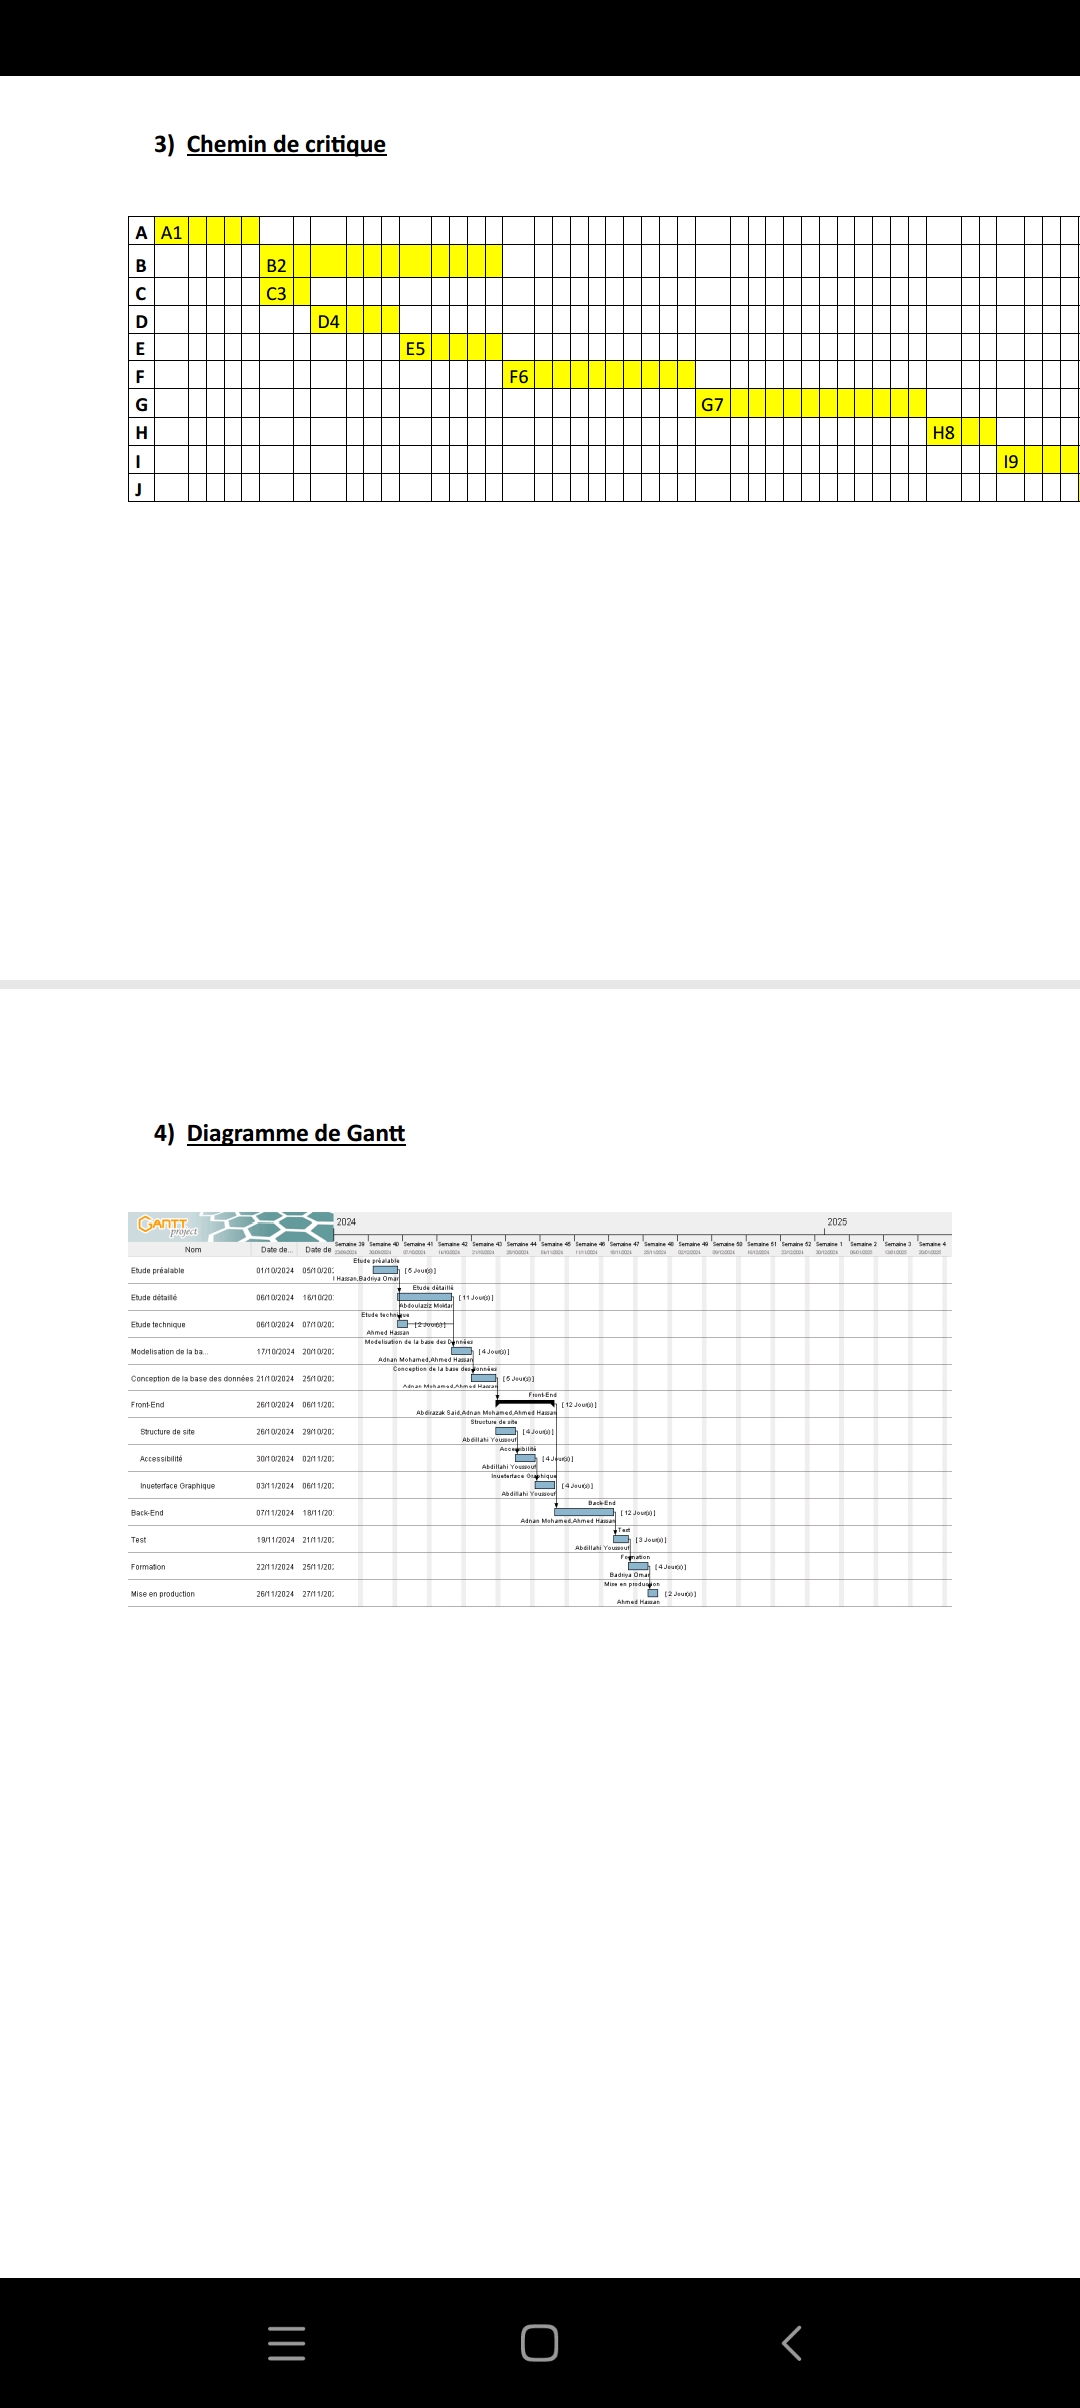 3) Chemin de critique
A A1
B B2
C C3
D D4
E E5
F F6
G G7
H H8
I I9
J
4) Diagramme de Gantt
GANTT project
2024 2025
Nom Date de... Date de
Semaine 39 Semaine 40 Semaine 41 Semaine 42 Semaine 43 Semaine 44 Semaine 45 Semaine 46 Semaine 47 Semaine 48 Semaine 49 Semaine 50 Semaine 51 Semaine 52 Semaine 1 Semaine 2 Semaine 3 Semaine 4
Etude préalable
Etude préalable 01/10/2024 05/10/202 [5 Jour(s)]
Hassan,Badriya Omar
Etude détaillé
Etude détaillé 06/10/2024 16/10/20 [11 Jour(s)]
Abdoulaziz Moktar
Etude technique
Etude technique 06/10/2024 07/10/202 [2 Jour(s)]
Ahmed Hassan
Modelisation de la base des Données
Modelisation de la ba... 17/10/2024 20/10/202 [4 Jour(s)]
Adnan Mohamed,Ahmed Hassan
Conception de la base des données
Conception de la base des données 21/10/2024 25/10/202 [5 Jour(s)]
Adnan Mohamed,Ahmed Hassan
Front-End
Front-End 26/10/2024 06/11/202 [12 Jour(s)]
Abdirazak Said,Adnan Mohamed,Ahmed Hassan
Structure de site
Structure de site 26/10/2024 29/10/202 [4 Jour(s)]
Abdillahi Youssouf
Accessibilité
Accessibilité 30/10/2024 02/11/202 [4 Jour(s)]
Abdillahi Youssouf
Inueterface Graphique
Inueterface Graphique 03/11/2024 06/11/202 [4 Jour(s)]
Abdillahi Youssouf
Back-End
Back-End 07/11/2024 18/11/20 [12 Jour(s)]
Adnan Mohamed,Ahmed Hassan
Test
Test 19/11/2024 21/11/202 [3 Jour(s)]
Abdillahi Youssouf
Formation
Formation 22/11/2024 25/11/202 [4 Jour(s)]
Badriya Omar
Mise en production
Mise en production 26/11/2024 27/11/202 [2 Jour(s)]
Ahmed Hassan